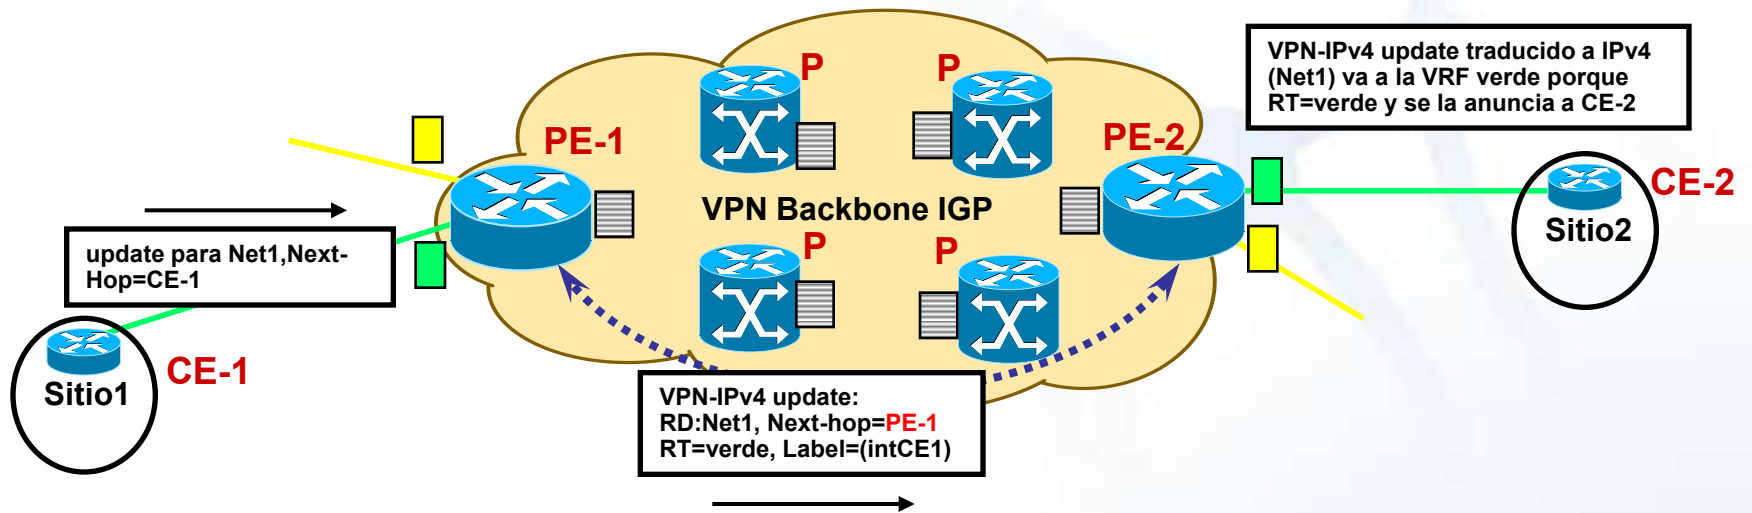 P
P
VPN-IPv4 update traducido a IPv4
(Net1) va a la VRF verde porque
RT=verde y se la anuncia a CE-2
PE-1
PE-2
CE-2
VPN Backbone IGP
Sitio2
update para Net1,Next-
Hop=CE-1
P
P
CE-1
Sitio1
VPN-IPv4 update:
RD:Net1, Next-hop=PE-1
RT=verde, Label=(intCE1)